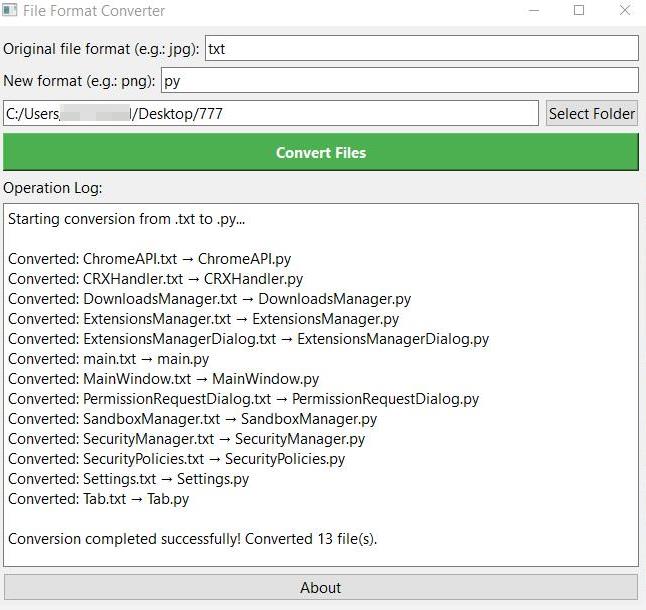 File Format Converter
Original file format (e.g.: jpg): txt
New format (e.g.: png): py
C:/Users/ /Desktop/777 Select Folder
Convert Files
Operation Log:
Starting conversion from .txt to .py...
Converted: ChromeAPI.txt → ChromeAPI.py
Converted: CRXHandler.txt → CRXHandler.py
Converted: DownloadsManager.txt → DownloadsManager.py
Converted: ExtensionsManager.txt → ExtensionsManager.py
Converted: ExtensionsManagerDialog.txt → ExtensionsManagerDialog.py
Converted: main.txt → main.py
Converted: MainWindow.txt → MainWindow.py
Converted: PermissionRequestDialog.txt → PermissionRequestDialog.py
Converted: SandboxManager.txt → SandboxManager.py
Converted: SecurityManager.txt → SecurityManager.py
Converted: SecurityPolicies.txt → SecurityPolicies.py
Converted: Settings.txt → Settings.py
Converted: Tab.txt → Tab.py
Conversion completed successfully! Converted 13 file(s).
About